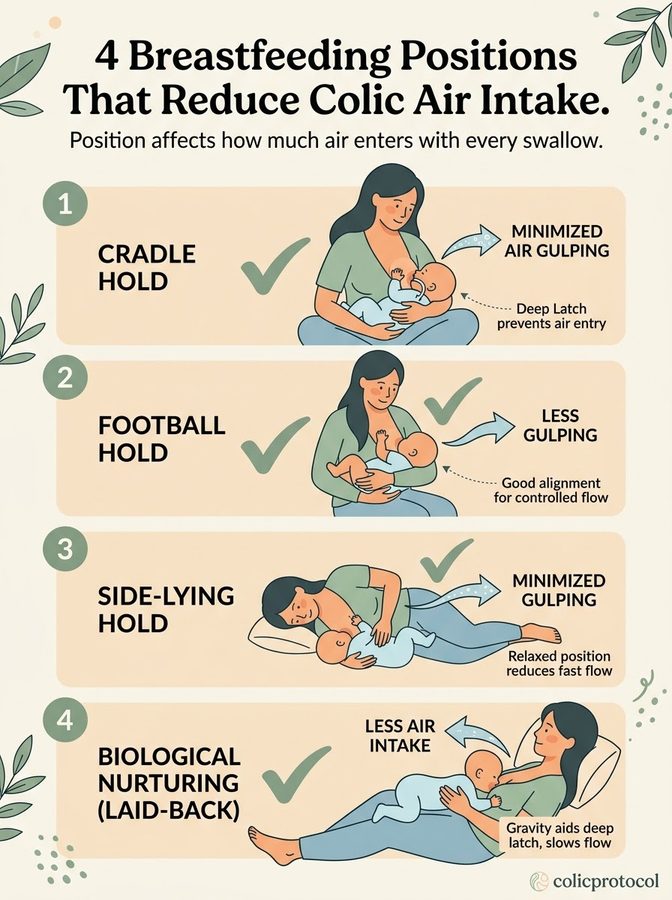 4 Breastfeeding Positions
That Reduce Colic Air Intake.
Position affects how much air enters with every swallow.
1
CRADLE
HOLD
MINIMIZED
AIR GULPING
Deep Latch
prevents air entry
2
FOOTBALL
HOLD
LESS
GULPING
Good alignment
for controlled flow
3
SIDE-LYING
HOLD
MINIMIZED
GULPING
Relaxed position
reduces fast flow
4
BIOLOGICAL
NURTURING
(LAID-BACK)
LESS AIR
INTAKE
Gravity aids deep
latch, slows flow
colicprotocol